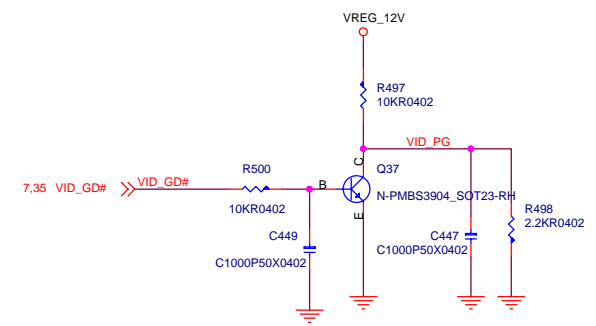 VREG_12V
R497
10KR0402
VID_PG
C
Q37
R500
7,35 VID_GD#
VID_GD#
B
N-PMBS3904_SOT23-RH
10KR0402
E
R498
2.2KR0402
C449
C447
C1000P50X0402
C1000P50X0402